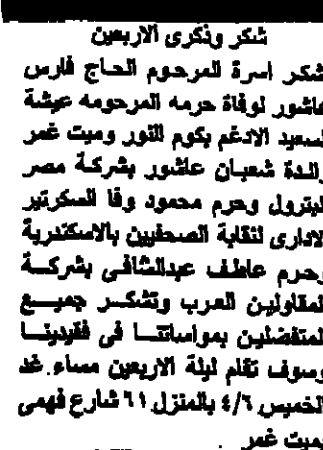 شكر وذكرى الاربعين
تشكر اسرة المرحوم الحاج فارس
عاشور لوفاة حرمه المرحومه عيشة
السعيد الادغم بكوم النور وميت غمر
والدة شعبان عاشور بشركة مصر
للبترول وحرم محمود وفا السكرتير
الادارى لنقابة الصحفيين بالاسكندرية
وحرم عاطف عبدالشافى بشركة
المقاولين العرب وتشكر جميع
المتفضلين بمواساتنا فى فقيدتنا
وسوف تقام ليلة الاربعين مساء غد
الخميس ٤/٦ بالمنزل ٦١ شارع فهمى
بميت غمر